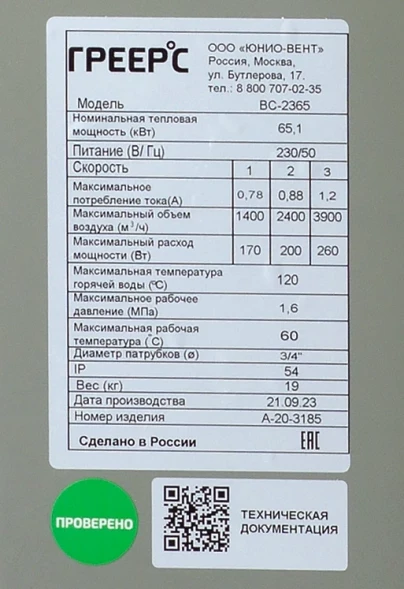 ГРЕЕРС
ООО «ЮНИО-ВЕНТ»
Россия, Москва,
ул. Бутлерова, 17.
тел.: 8 800 707-02-35
Модель ВС-2365
Номинальная тепловая
мощность (кВт) 65,1
Питание (В/ Гц) 230/50
Скорость 1 2 3
Максимальное
потребление тока(А) 0,78 0,88 1,2
Максимальный объем
воздуха (м³/ч) 1400 2400 3900
Максимальный расход
мощности (Вт) 170 200 260
Максимальная температура
горячей воды (°С) 120
Максимальное рабочее
давление (МПа) 1,6
Максимальная рабочая
температура (°С) 60
Диаметр патрубков (ø) 3/4"
IP 54
Вес (кг) 19
Дата производства 21.09.23
Номер изделия А-20-3185
Сделано в России ЕАС
ПРОВЕРЕНО
ТЕХНИЧЕСКАЯ
ДОКУМЕНТАЦИЯ